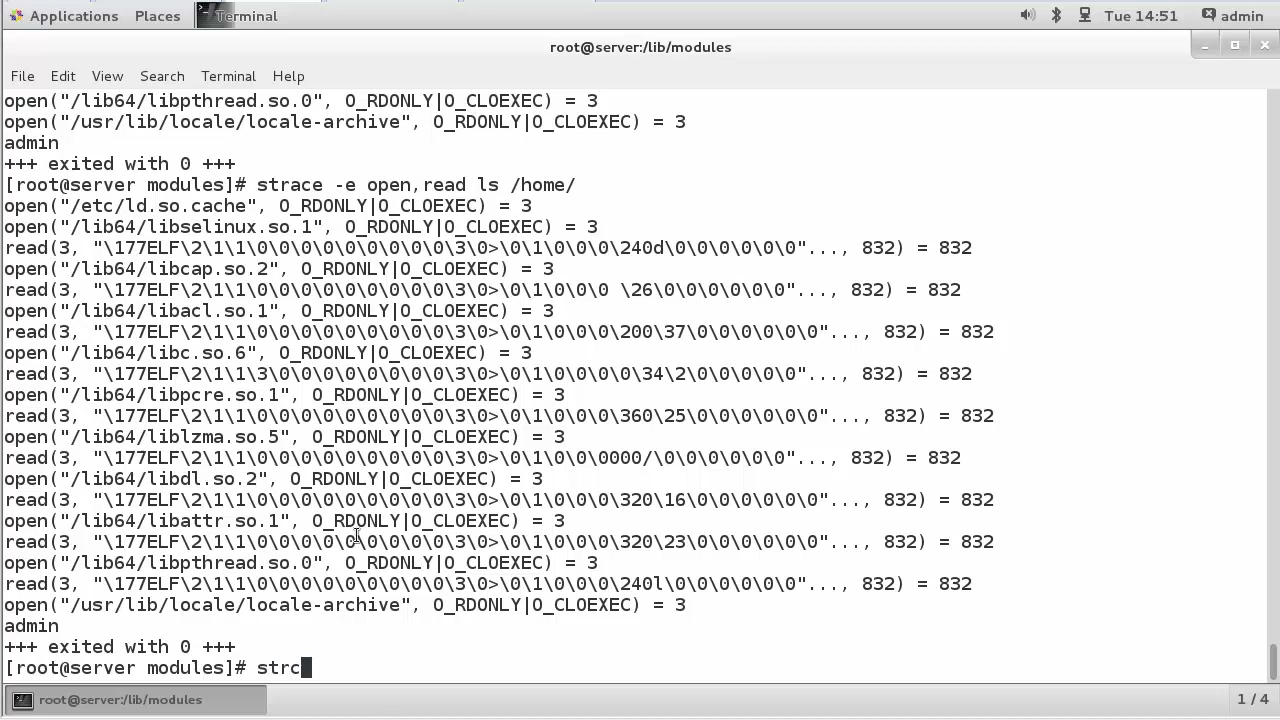 Applications Places Terminal Tue 14:51 admin
root@server:/lib/modules
File Edit View Search Terminal Help
open("/lib64/libpthread.so.0", O_RDONLY|O_CLOEXEC) = 3
open("/usr/lib/locale/locale-archive", O_RDONLY|O_CLOEXEC) = 3
admin
+++ exited with 0 +++
[root@server modules]# strace -e open,read ls /home/
open("/etc/ld.so.cache", O_RDONLY|O_CLOEXEC) = 3
open("/lib64/libselinux.so.1", O_RDONLY|O_CLOEXEC) = 3
read(3, "\177ELF\2\1\1\0\0\0\0\0\0\0\0\0\3\0>\0\1\0\0\0\240d\0\0\0\0\0\0"..., 832) = 832
open("/lib64/libcap.so.2", O_RDONLY|O_CLOEXEC) = 3
read(3, "\177ELF\2\1\1\0\0\0\0\0\0\0\0\0\3\0>\0\1\0\0\0 \26\0\0\0\0\0\0"..., 832) = 832
open("/lib64/libacl.so.1", O_RDONLY|O_CLOEXEC) = 3
read(3, "\177ELF\2\1\1\0\0\0\0\0\0\0\0\0\3\0>\0\1\0\0\0\200\37\0\0\0\0\0\0"..., 832) = 832
open("/lib64/libc.so.6", O_RDONLY|O_CLOEXEC) = 3
read(3, "\177ELF\2\1\1\3\0\0\0\0\0\0\0\0\3\0>\0\1\0\0\0\0\34\2\0\0\0\0\0"..., 832) = 832
open("/lib64/libpcre.so.1", O_RDONLY|O_CLOEXEC) = 3
read(3, "\177ELF\2\1\1\0\0\0\0\0\0\0\0\0\3\0>\0\1\0\0\0\360\25\0\0\0\0\0\0"..., 832) = 832
open("/lib64/liblzma.so.5", O_RDONLY|O_CLOEXEC) = 3
read(3, "\177ELF\2\1\1\0\0\0\0\0\0\0\0\0\3\0>\0\1\0\0\0000/\0\0\0\0\0\0"..., 832) = 832
open("/lib64/libdl.so.2", O_RDONLY|O_CLOEXEC) = 3
read(3, "\177ELF\2\1\1\0\0\0\0\0\0\0\0\0\3\0>\0\1\0\0\0\320\16\0\0\0\0\0\0"..., 832) = 832
open("/lib64/libattr.so.1", O_RDONLY|O_CLOEXEC) = 3
read(3, "\177ELF\2\1\1\0\0\0\0\0\0\0\0\0\3\0>\0\1\0\0\0\320\23\0\0\0\0\0\0"..., 832) = 832
open("/lib64/libpthread.so.0", O_RDONLY|O_CLOEXEC) = 3
read(3, "\177ELF\2\1\1\0\0\0\0\0\0\0\0\0\3\0>\0\1\0\0\0\240l\0\0\0\0\0\0"..., 832) = 832
open("/usr/lib/locale/locale-archive", O_RDONLY|O_CLOEXEC) = 3
admin
+++ exited with 0 +++
[root@server modules]# strc
root@server:/lib/modules 1 / 4